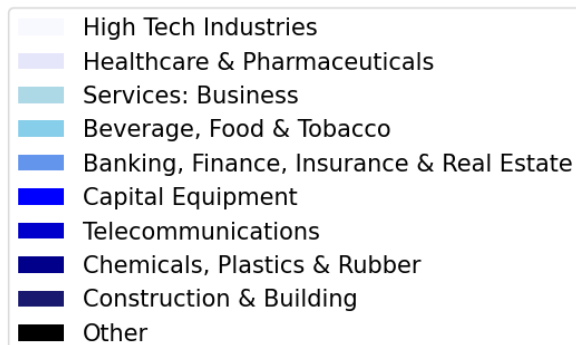 High Tech Industries
Healthcare & Pharmaceuticals
Services: Business
Beverage, Food & Tobacco
Banking, Finance, Insurance & Real Estate
Capital Equipment
Telecommunications
Chemicals, Plastics & Rubber
Construction & Building
Other